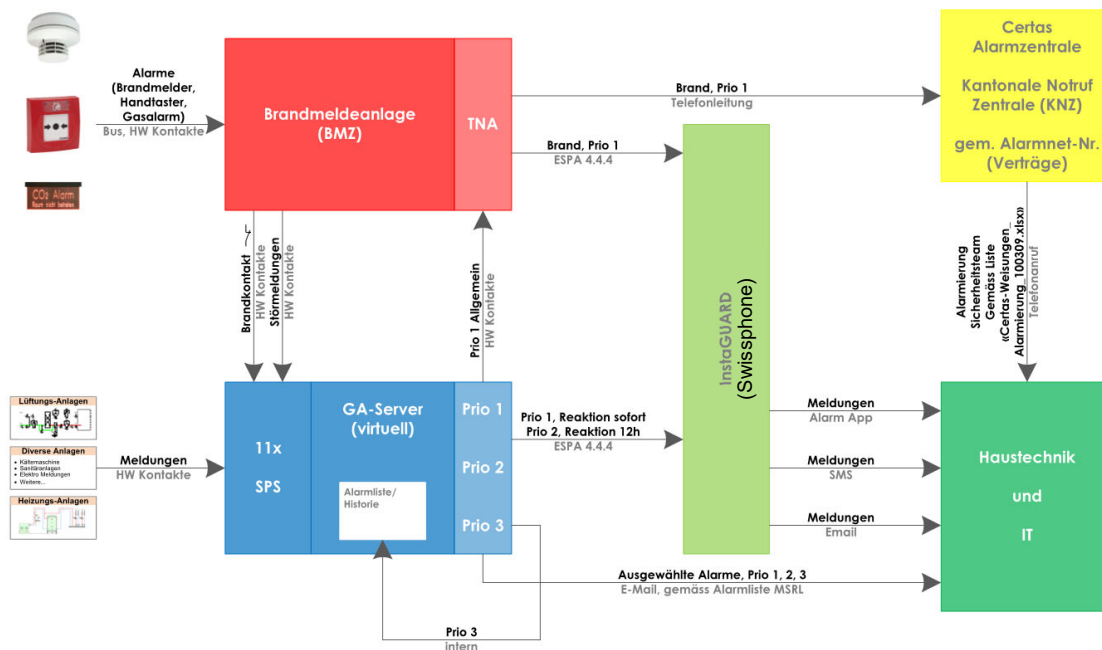 Alarme
(Brandmelder,
Handtaster,
Gasalarm)
Bus, HW Kontakte
CO2 Alarm
Raum nicht betreten
Brandmeldeanlage
(BMZ)
TNA
Brand, Prio 1
Telefonleitung
Brand, Prio 1
ESPA 4.4.4
Certas
Alarmzentrale
Kantonale Notruf
Zentrale (KNZ)
gem. Alarmnet-Nr.
(Verträge)
Brandkontakt
HW Kontakte
Störmeldungen
HW Kontakte
Prio 1 Allgemein
HW Kontakte
InstaGUARD
(Swissphone)
Alarmierung
Sicherheitsteam
Gemäss Liste
«Certas-Weisungen_
Alarmierung_100309.xlsx»
Telefonanruf
Lüftungs-Anlagen
Diverse Anlagen
• Kältemaschine
• Sanitäranlagen
• Elektro Meldungen
• Weitere...
Heizungs-Anlagen
Meldungen
HW Kontakte
11x
SPS
GA-Server
(virtuell)
Alarmliste/
Historie
Prio 1
Prio 2
Prio 3
Prio 1, Reaktion sofort
Prio 2, Reaktion 12h
ESPA 4.4.4
Meldungen
Alarm App
Meldungen
SMS
Meldungen
Email
Haustechnik
und
IT
Ausgewählte Alarme, Prio 1, 2, 3
E-Mail, gemäss Alarmliste MSRL
Prio 3
intern